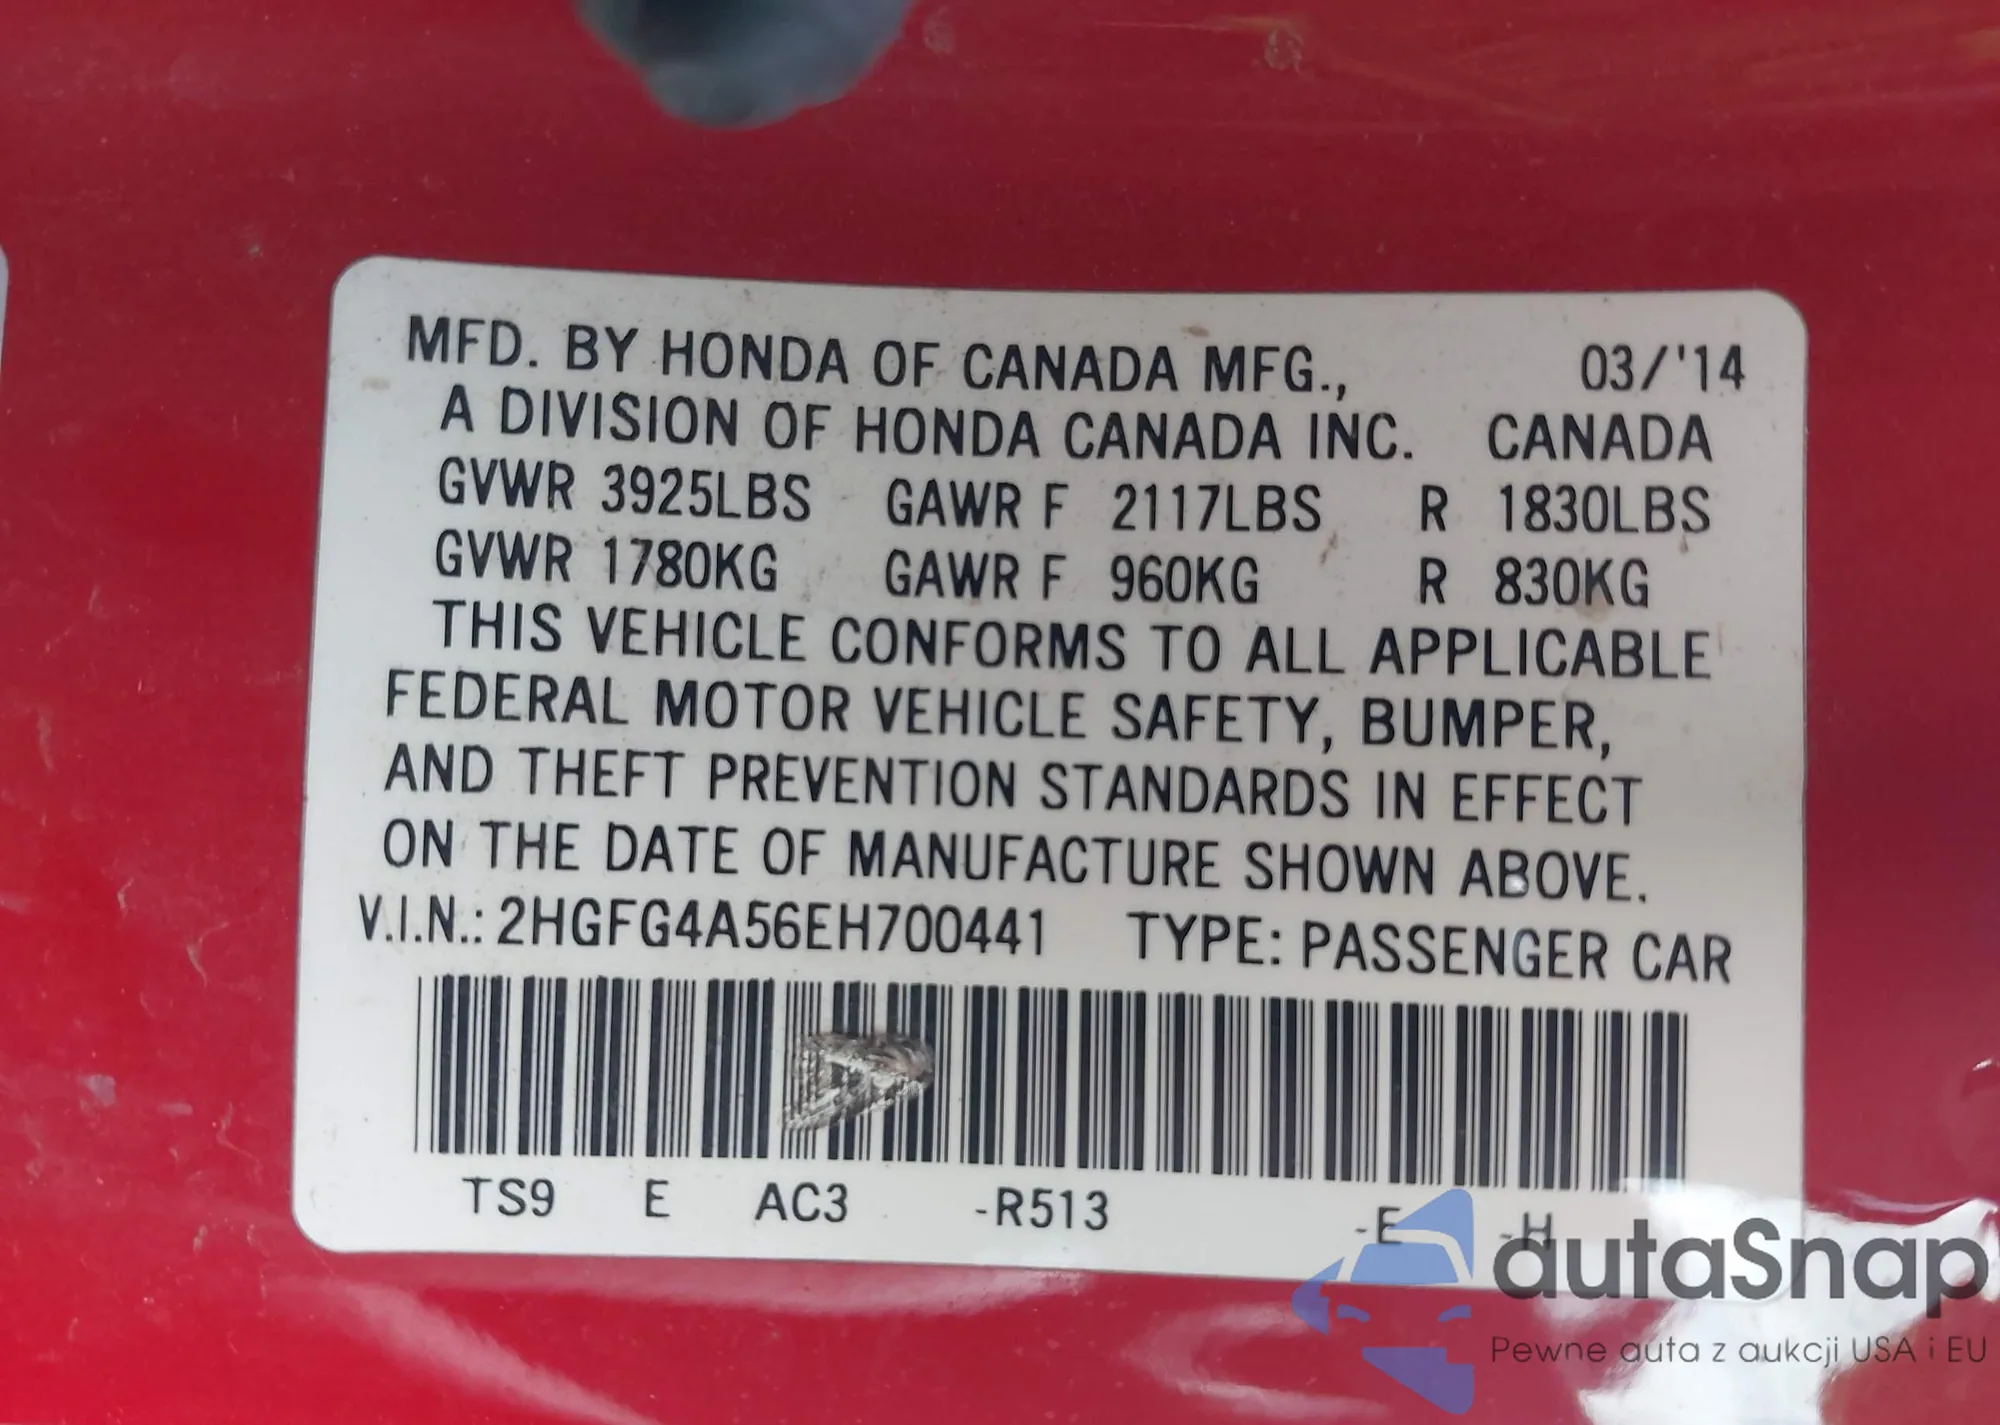 MFD. BY HONDA OF CANADA MFG., 03/'14
A DIVISION OF HONDA CANADA INC. CANADA
GVWR 3925LBS GAWR F 2117LBS R 1830LBS
GVWR 1780KG GAWR F 960KG R 830KG
THIS VEHICLE CONFORMS TO ALL APPLICABLE
FEDERAL MOTOR VEHICLE SAFETY, BUMPER,
AND THEFT PREVENTION STANDARDS IN EFFECT
ON THE DATE OF MANUFACTURE SHOWN ABOVE.
V.I.N.: 2HGFG4A56EH700441 TYPE: PASSENGER CAR
TS9 E AC3 -R513 -E -H
autaSnap
Pewne auta z aukcji USA i EU